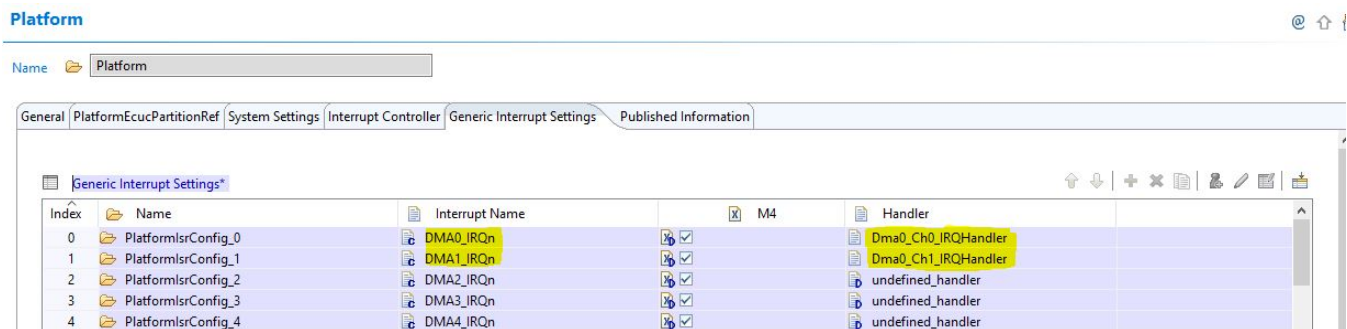 Platform
Name Platform
General PlatformEcucPartitionRef System Settings Interrupt Controller Generic Interrupt Settings Published Information
Generic Interrupt Settings*
Index Name Interrupt Name M4 Handler
0 PlatformIsrConfig_0 DMA0_IRQn Dma0_Ch0_IRQHandler
1 PlatformIsrConfig_1 DMA1_IRQn Dma0_Ch1_IRQHandler
2 PlatformIsrConfig_2 DMA2_IRQn undefined_handler
3 PlatformIsrConfig_3 DMA3_IRQn undefined_handler
4 PlatformIsrConfig_4 DMA4_IRQn undefined_handler